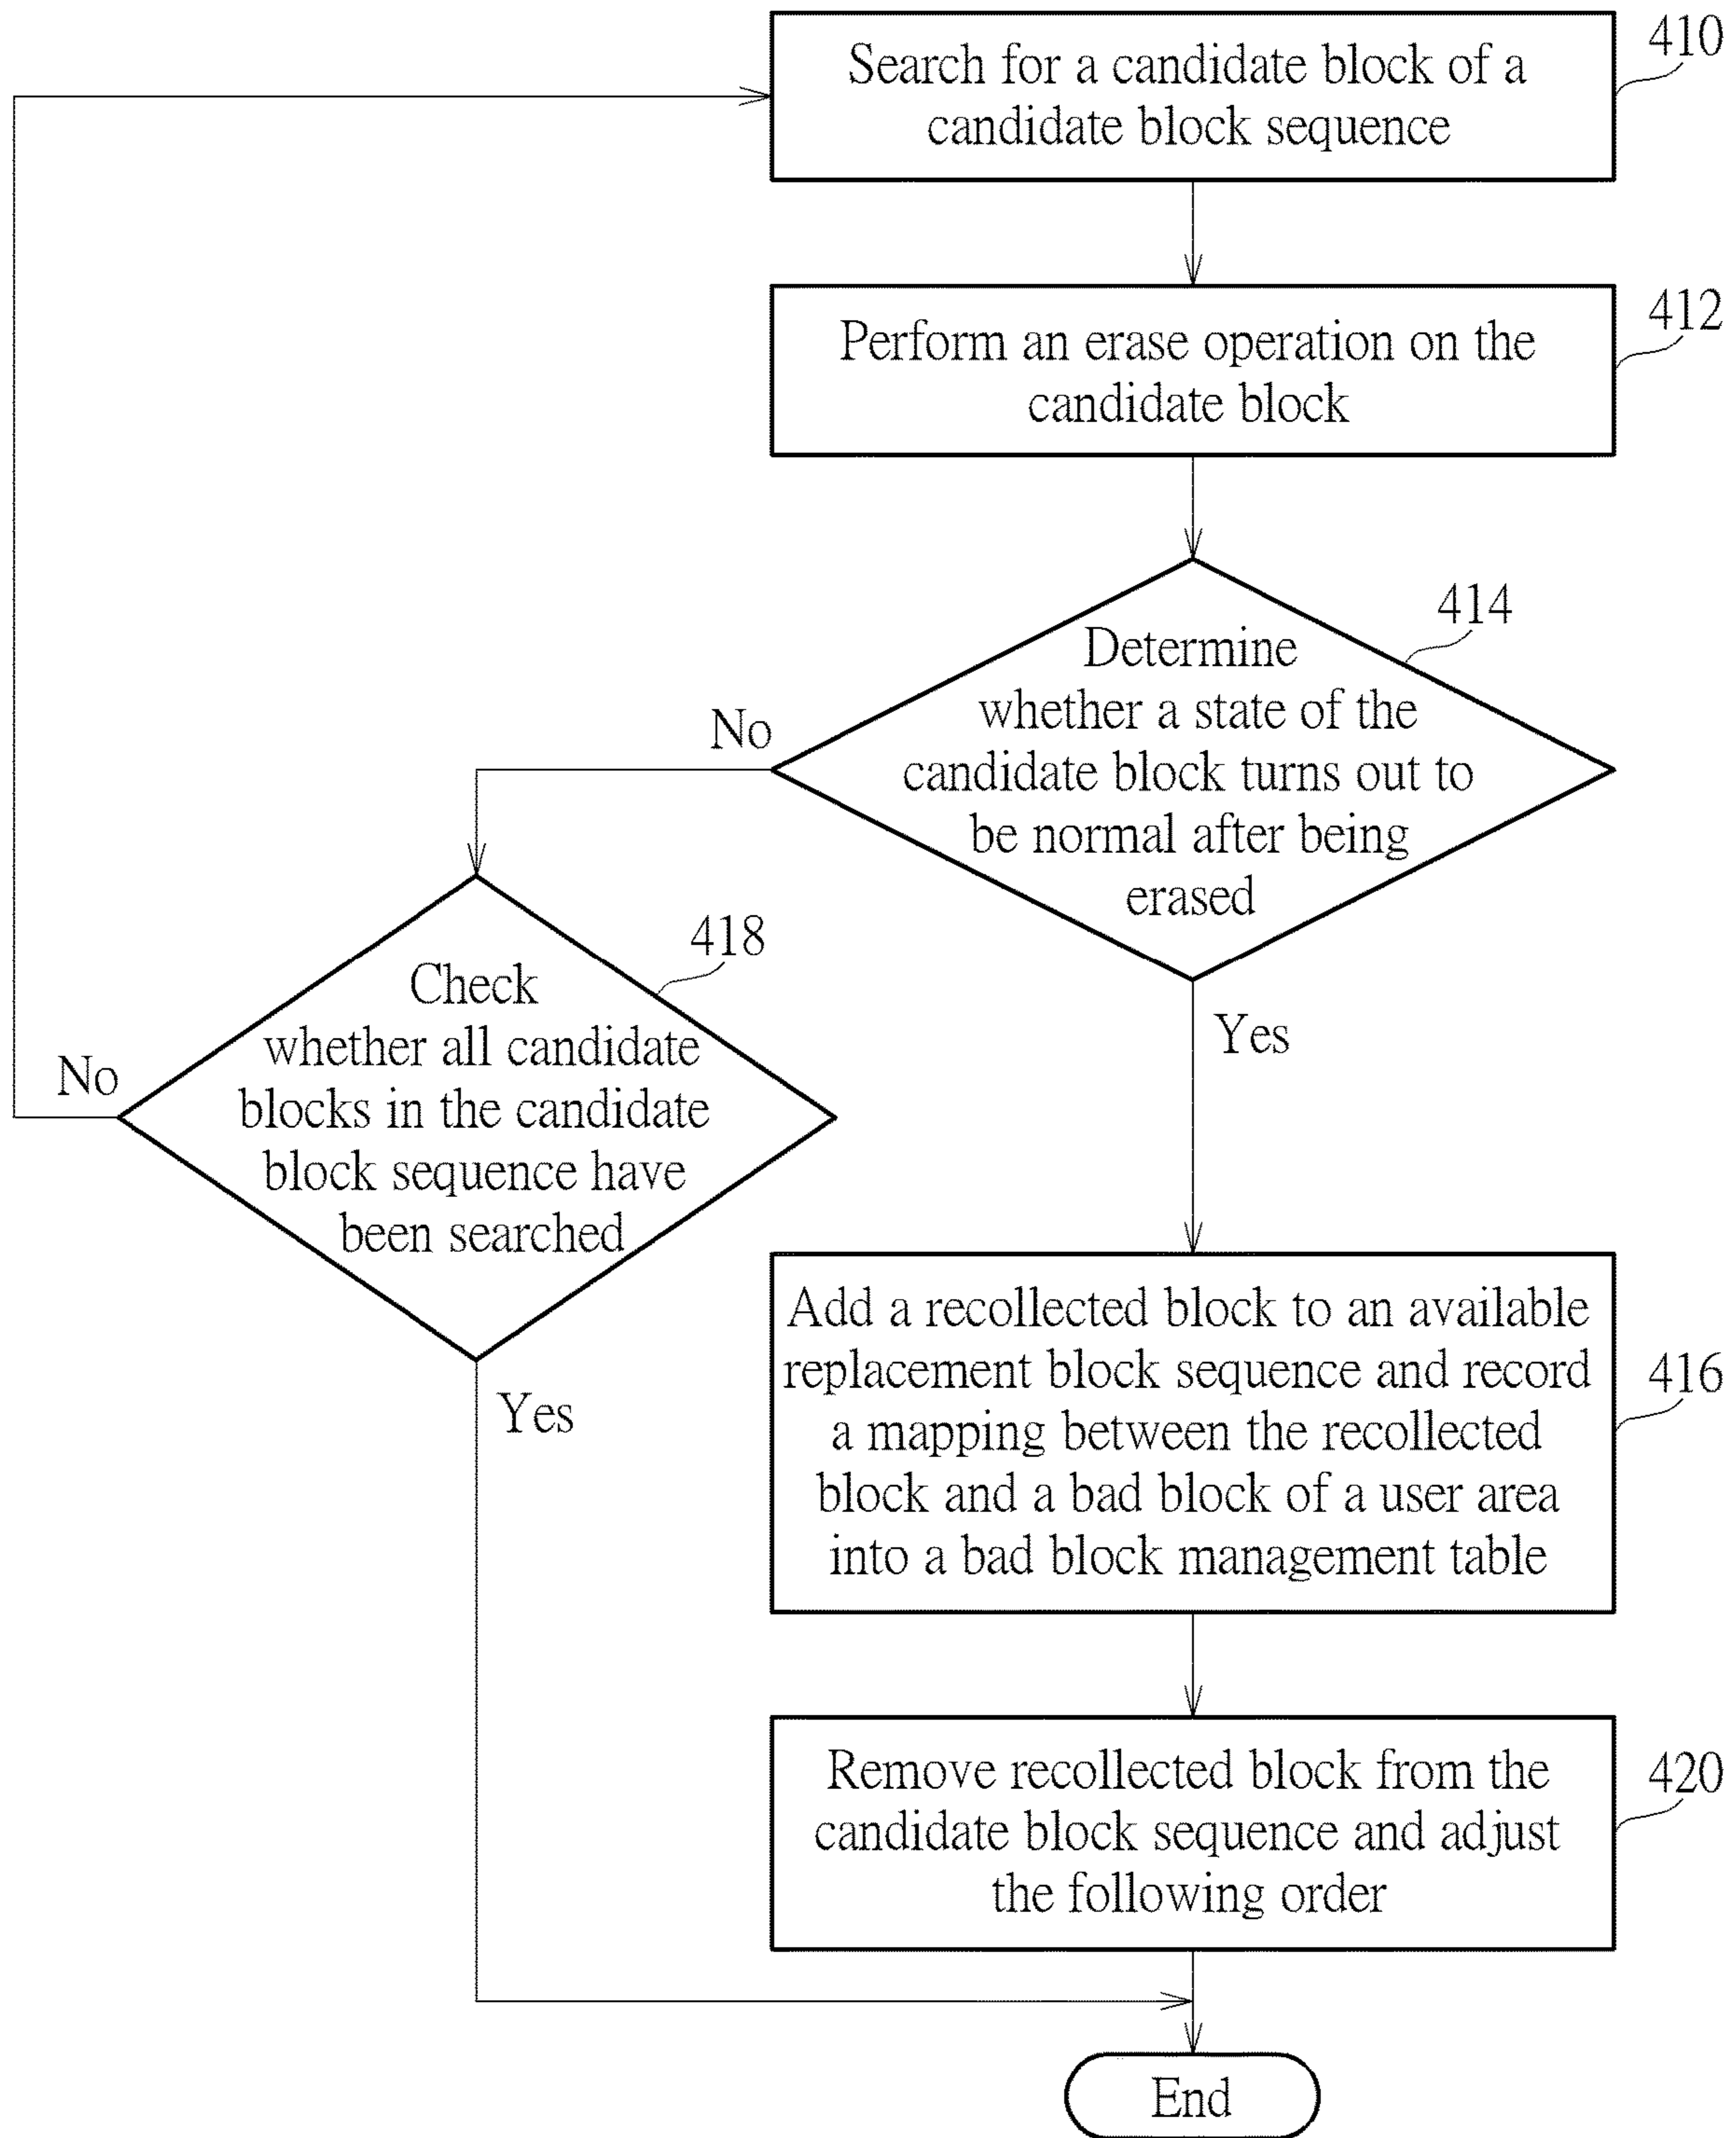 Search for a candidate block of a
candidate block sequence
410
Perform an erase operation on the
candidate block
412
Determine
whether a state of the
candidate block turns out to
be normal after being
erased
414
No
Yes
Check
whether all candidate
blocks in the candidate
block sequence have
been searched
418
No
Yes
Add a recollected block to an available
replacement block sequence and record
a mapping between the recollected
block and a bad block of a user area
into a bad block management table
416
Remove recollected block from the
candidate block sequence and adjust
the following order
420
End